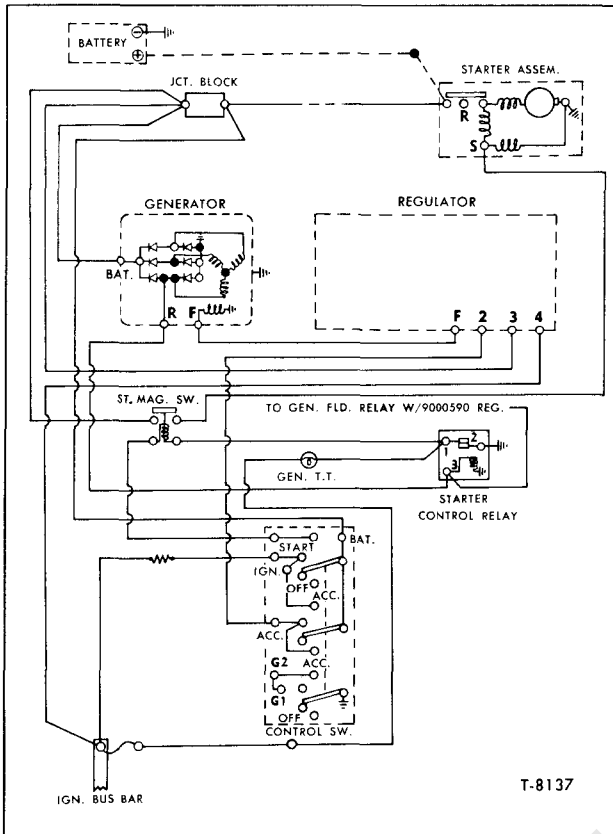 BATTERY
STARTER ASSEM.
JCT. BLOCK
R
S
GENERATOR
REGULATOR
BAT.
R F
F 2 3 4
ST. MAG. SW.
TO GEN. FLD. RELAY W/9000590 REG.
1 2
3
GEN. T.T.
STARTER
CONTROL RELAY
START
BAT.
IGN.
OFF
ACC.
ACC.
G2 ACC.
G1
OFF
CONTROL SW.
IGN. BUS BAR
T-8137